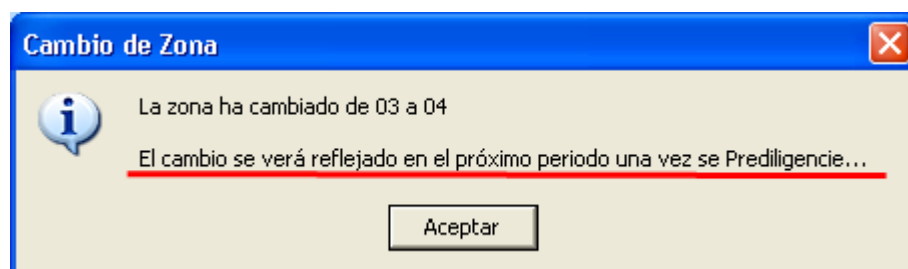 Cambio de Zona
La zona ha cambiado de 03 a 04
El cambio se verá reflejado en el próximo periodo una vez se Prediligencie...
Aceptar